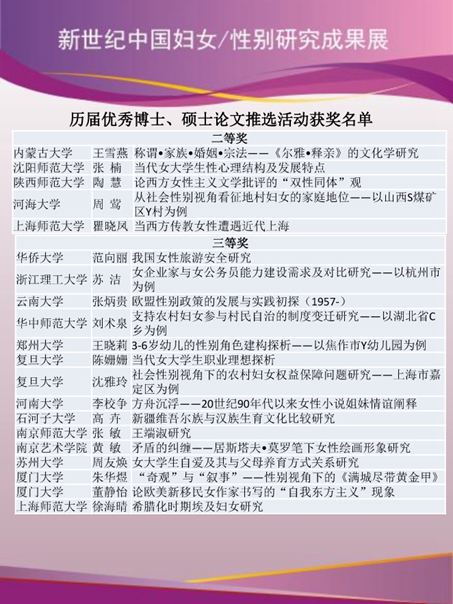 新世纪中国妇女/性别研究成果展
历届优秀博士、硕士论文推选活动获奖名单
二等奖
内蒙古大学 王雪燕 称谓•家族•婚姻•宗法——《尔雅•释亲》的文化学研究
沈阳师范大学 张 楠 当代女大学生性心理结构及发展特点
陕西师范大学 陶 慧 论西方女性主义文学批评的“双性同体”观
河海大学 周 莺 从社会性别视角看征地村妇女的家庭地位——以山西S煤矿
区Y村为例
上海师范大学 瞿晓凤 当西方传教女性遭遇近代上海
三等奖
华侨大学 范向丽 我国女性旅游安全研究
浙江理工大学 苏 洁 女企业家与女公务员能力建设需求及对比研究——以杭州市
为例
云南大学 张炳贵 欧盟性别政策的发展与实践初探（1957-）
华中师范大学 刘术泉 支持农村妇女参与村民自治的制度变迁研究——以湖北省C
乡为例
郑州大学 王晓莉 3-6岁幼儿的性别角色建构探析——以焦作市Y幼儿园为例
复旦大学 陈姗姗 当代女大学生职业理想探析
复旦大学 沈雅玲 社会性别视角下的农村妇女权益保障问题研究——上海市嘉
定区为例
河南大学 李校争 方舟沉浮——20世纪90年代以来女性小说姐妹情谊阐释
石河子大学 高 卉 新疆维吾尔族与汉族生育文化比较研究
南京师范大学 张 敏 王端淑研究
南京艺术学院 黄 敏 矛盾的纠缠——居斯塔夫•莫罗笔下女性绘画形象研究
苏州大学 周友焕 女大学生自爱及其与父母养育方式关系研究
厦门大学 朱华煜 “奇观”与“叙事”——性别视角下的《满城尽带黄金甲》
厦门大学 董静怡 论欧美新移民女作家书写的“自我东方主义”现象
上海师范大学 徐海晴 希腊化时期埃及妇女研究